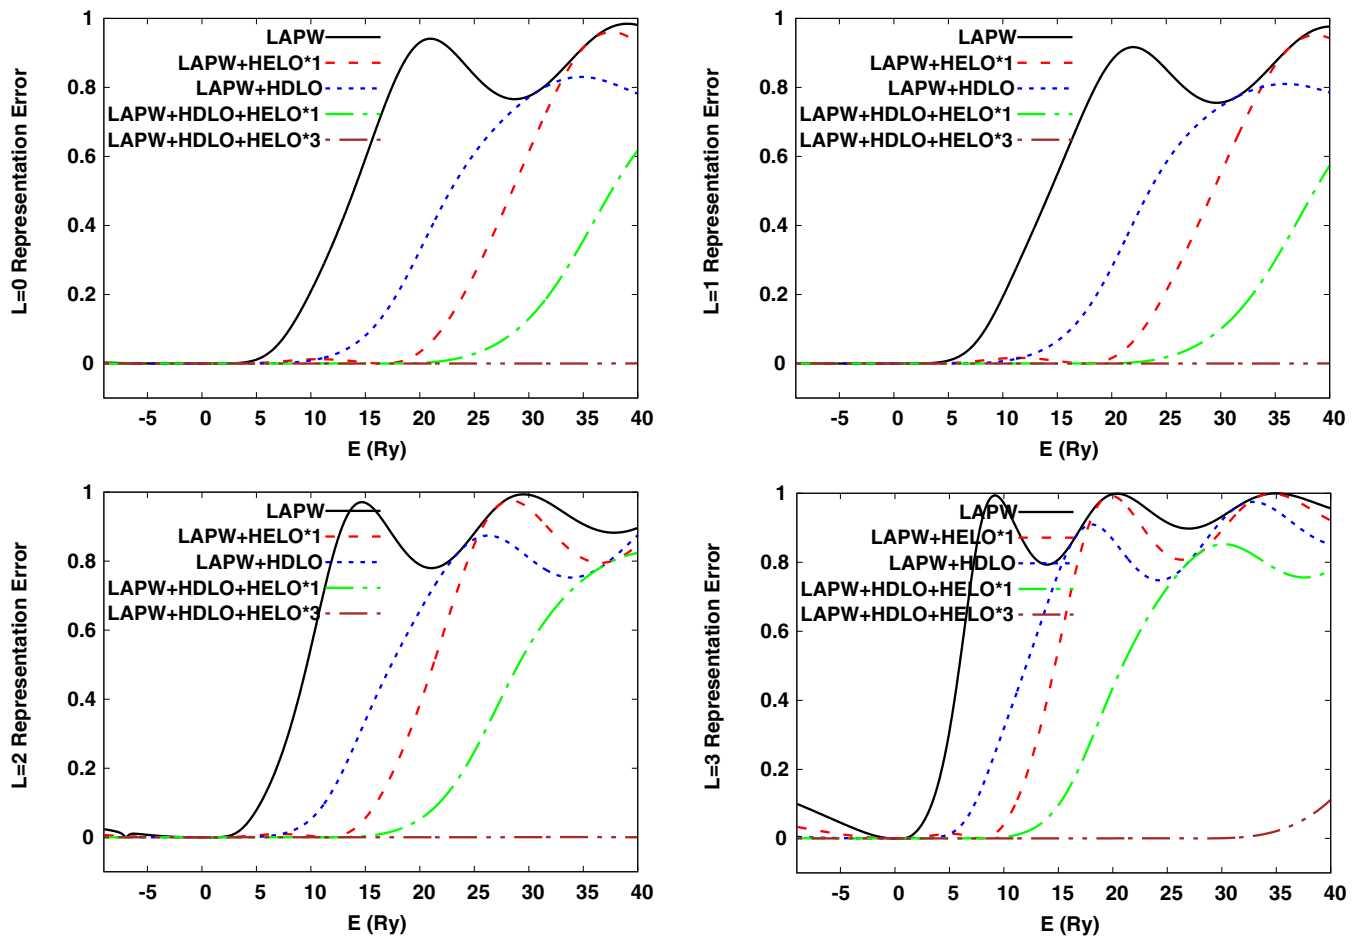 L=0 Representation Error
1
0.8
0.6
0.4
0.2
0
LAPW
LAPW+HELO*1
LAPW+HDLO
LAPW+HDLO+HELO*1
LAPW+HDLO+HELO*3
-5 0 5 10 15 20 25 30 35 40
E (Ry)
L=1 Representation Error
1
0.8
0.6
0.4
0.2
0
LAPW
LAPW+HELO*1
LAPW+HDLO
LAPW+HDLO+HELO*1
LAPW+HDLO+HELO*3
-5 0 5 10 15 20 25 30 35 40
E (Ry)
L=2 Representation Error
1
0.8
0.6
0.4
0.2
0
LAPW
LAPW+HELO*1
LAPW+HDLO
LAPW+HDLO+HELO*1
LAPW+HDLO+HELO*3
-5 0 5 10 15 20 25 30 35 40
E (Ry)
L=3 Representation Error
1
0.8
0.6
0.4
0.2
0
LAPW
LAPW+HELO*1
LAPW+HDLO
LAPW+HDLO+HELO*1
LAPW+HDLO+HELO*3
-5 0 5 10 15 20 25 30 35 40
E (Ry)